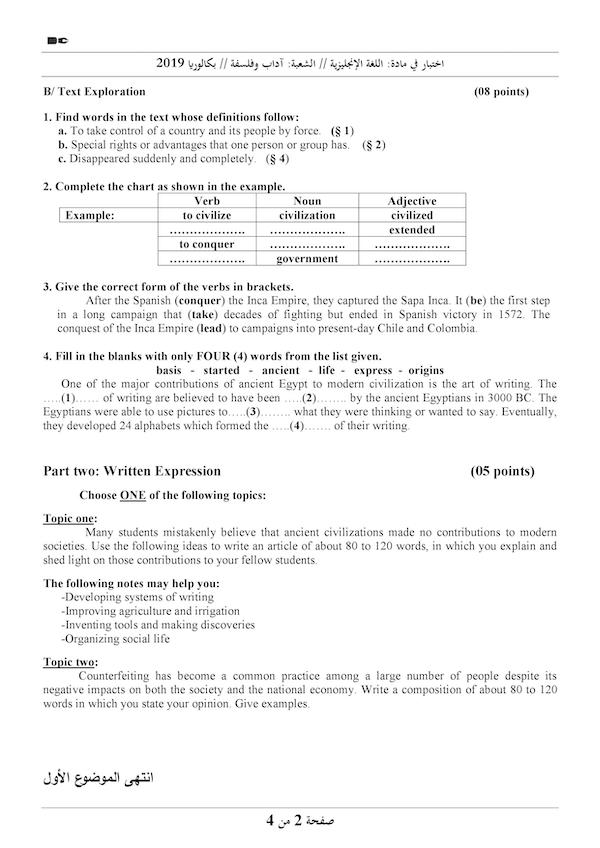 اختبار في مادة: اللغة الإنجليزية // الشعبة: آداب وفلسفة // بكالوريا 2019
B/ Text Exploration (08 points)
1. Find words in the text whose definitions follow:
a. To take control of a country and its people by force. (§ 1)
b. Special rights or advantages that one person or group has. (§ 2)
c. Disappeared suddenly and completely. (§ 4)
2. Complete the chart as shown in the example.
Verb Noun Adjective
Example: to civilize civilization civilized
………………. ………………. extended
to conquer ………………. ……………….
………………. government ……………….
3. Give the correct form of the verbs in brackets.
After the Spanish (conquer) the Inca Empire, they captured the Sapa Inca. It (be) the first step
in a long campaign that (take) decades of fighting but ended in Spanish victory in 1572. The
conquest of the Inca Empire (lead) to campaigns into present-day Chile and Colombia.
4. Fill in the blanks with only FOUR (4) words from the list given.
basis - started - ancient - life - express - origins
One of the major contributions of ancient Egypt to modern civilization is the art of writing. The
…..(1)…… of writing are believed to have been …..(2)…….. by the ancient Egyptians in 3000 BC. The
Egyptians were able to use pictures to…..(3)…….. what they were thinking or wanted to say. Eventually,
they developed 24 alphabets which formed the …..(4)……. of their writing.
Part two: Written Expression (05 points)
Choose ONE of the following topics:
Topic one:
Many students mistakenly believe that ancient civilizations made no contributions to modern
societies. Use the following ideas to write an article of about 80 to 120 words, in which you explain and
shed light on those contributions to your fellow students.
The following notes may help you:
-Developing systems of writing
-Improving agriculture and irrigation
-Inventing tools and making discoveries
-Organizing social life
Topic two:
Counterfeiting has become a common practice among a large number of people despite its
negative impacts on both the society and the national economy. Write a composition of about 80 to 120
words in which you state your opinion. Give examples.
انتهى الموضوع الأول
صفحة 2 من 4